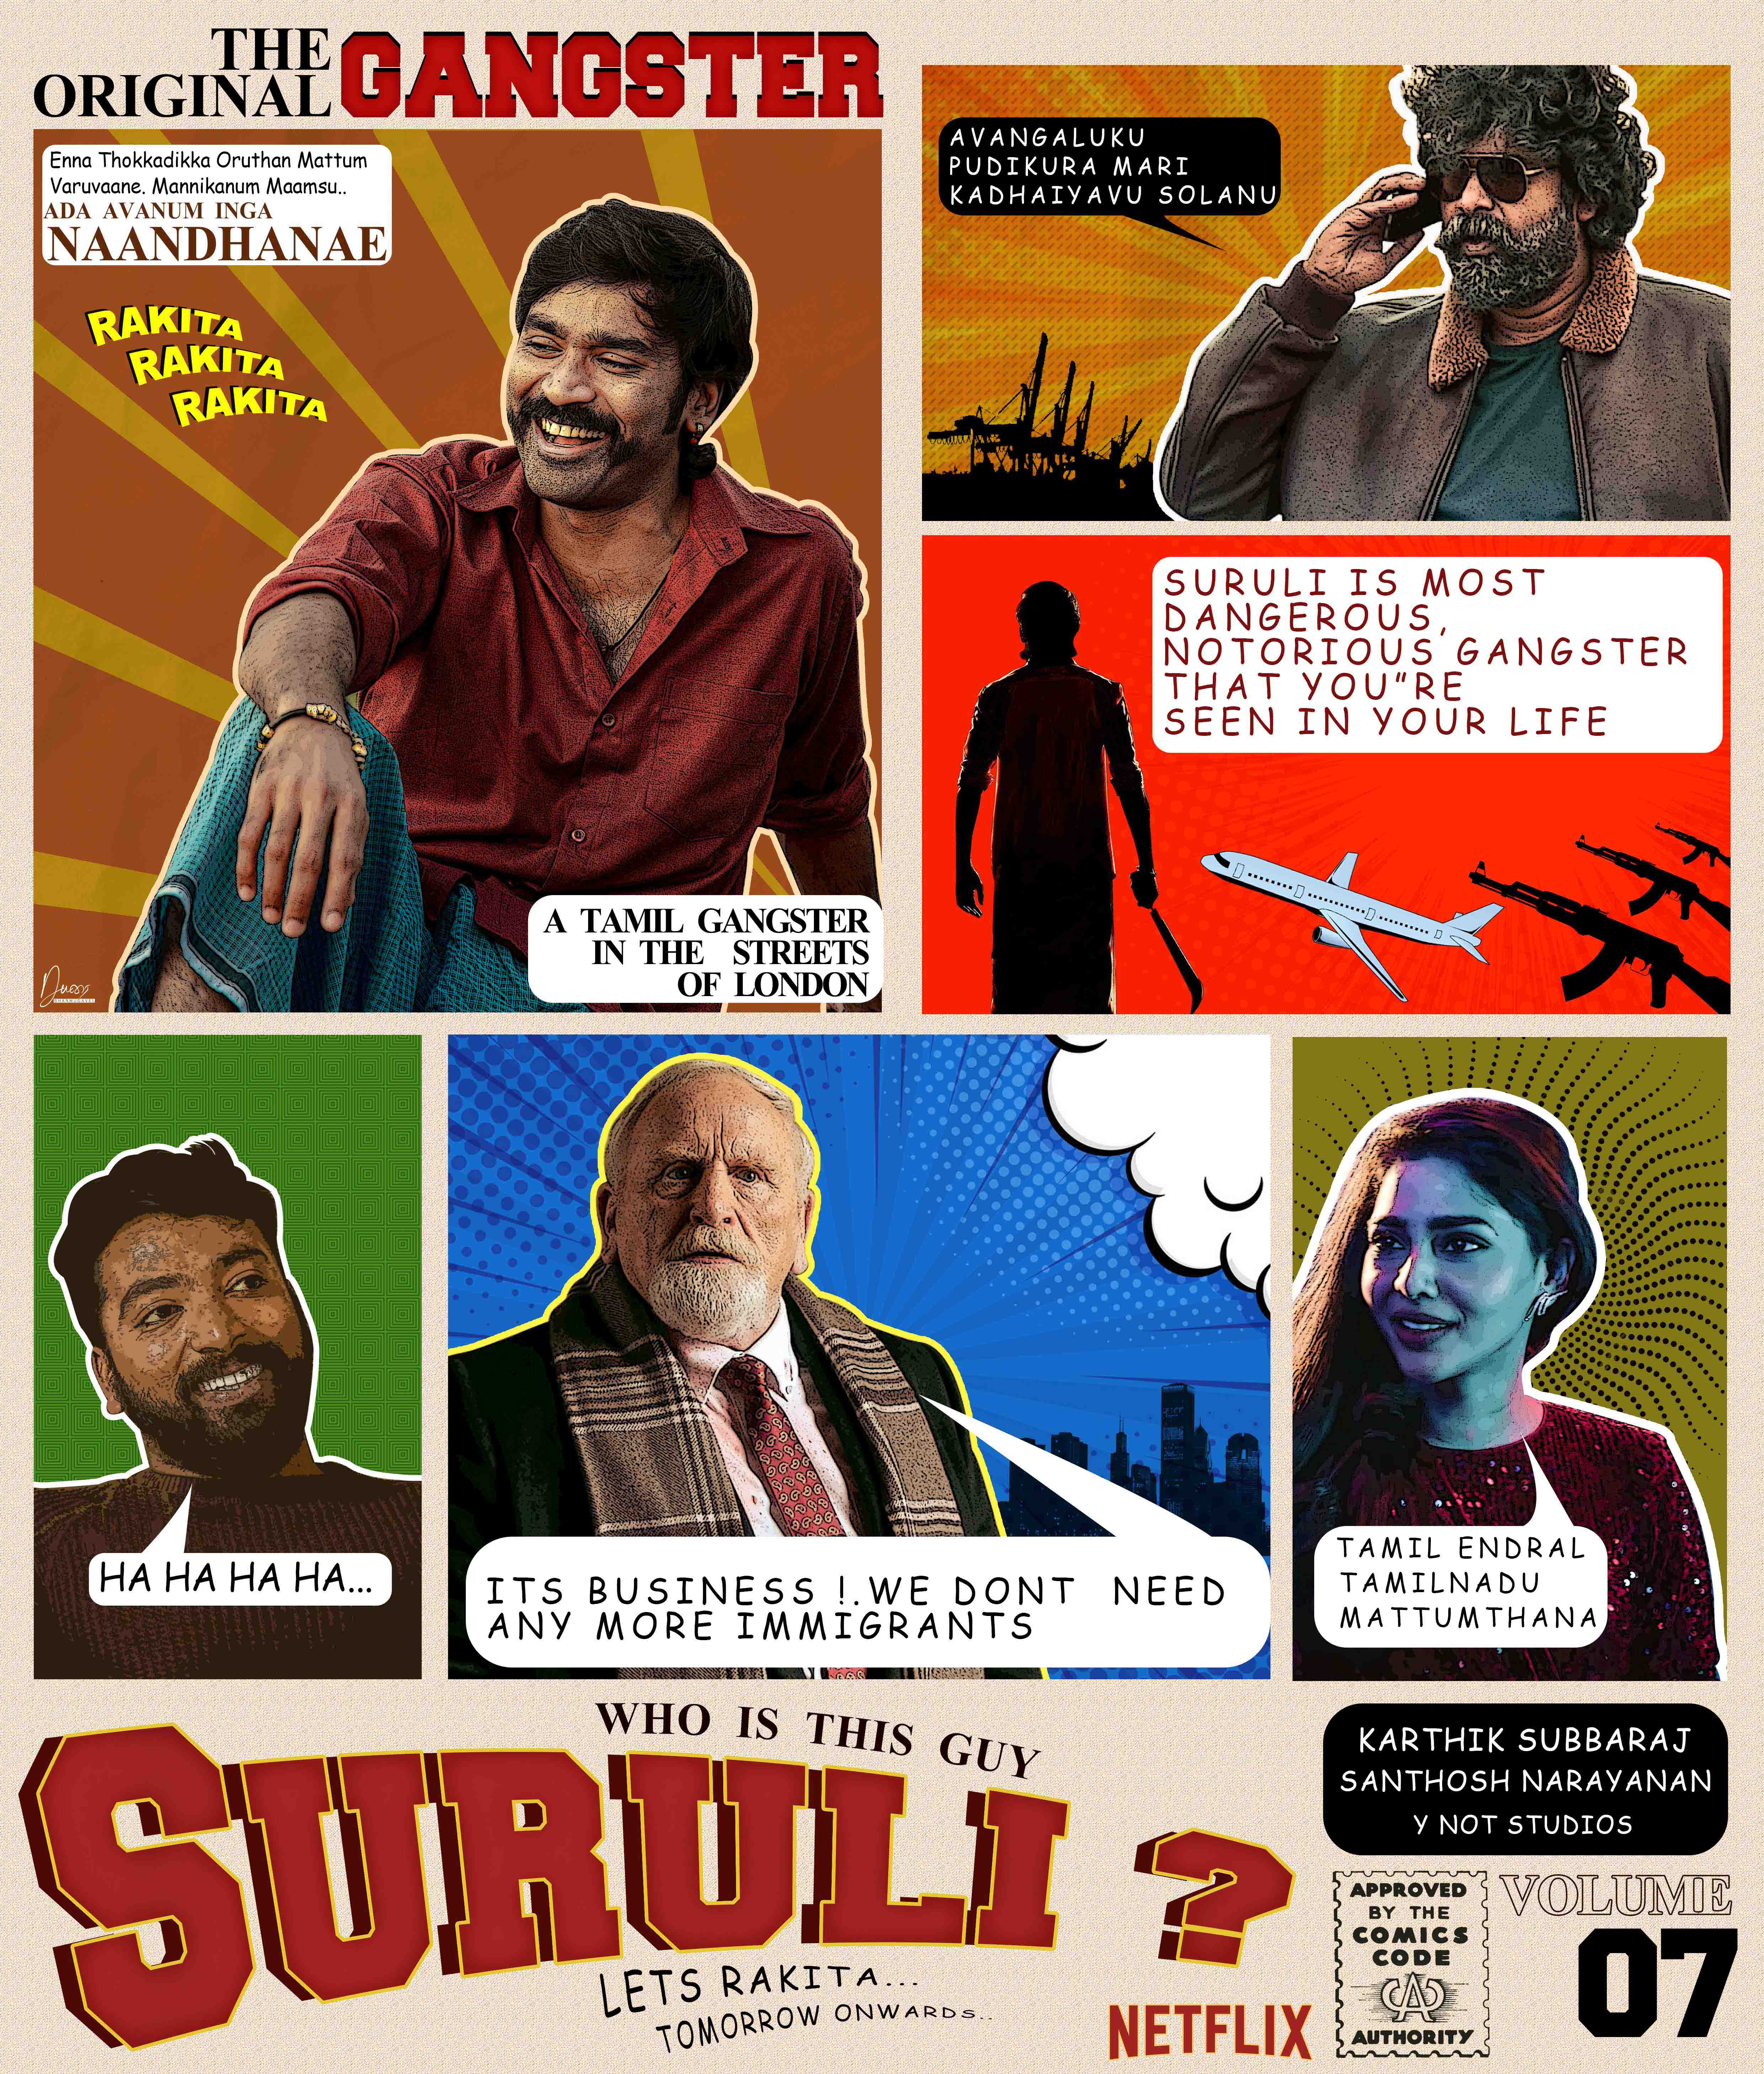 THE
ORIGINAL GANGSTER
Enna Thokkadikka Oruthan Mattum
Varuvaane. Mannikanum Maamsu..
ADA AVANUM INGA
NAANDHANAE
RAKITA
RAKITA
RAKITA
A TAMIL GANGSTER
IN THE STREETS
OF LONDON
AVANGALUKU
PUDIKURA MARI
KADHAIYAVU SOLANU
SURULI IS MOST
DANGEROUS,
NOTORIOUS GANGSTER
THAT YOU"RE
SEEN IN YOUR LIFE
HA HA HA HA...
ITS BUSINESS !.WE DONT NEED
ANY MORE IMMIGRANTS
TAMIL ENDRAL
TAMILNADU
MATTUMTHANA
WHO IS THIS GUY
SURULI ?
LETS RAKITA...
TOMORROW ONWARDS..
NETFLIX
KARTHIK SUBBARAJ
SANTHOSH NARAYANAN
Y NOT STUDIOS
APPROVED
BY THE
COMICS
CODE
CA
AUTHORITY
VOLUME
07